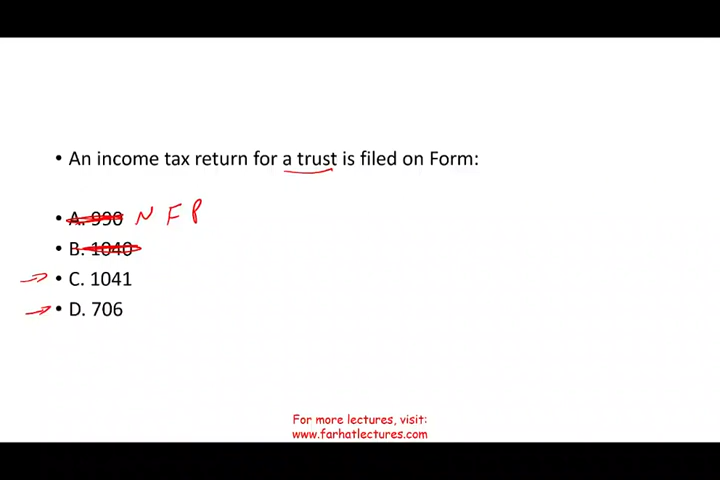 • An income tax return for a trust is filed on Form:
• A. 990 N F P
• B. 1040
• C. 1041
• D. 706
For more lectures, visit:
www.farhatlectures.com